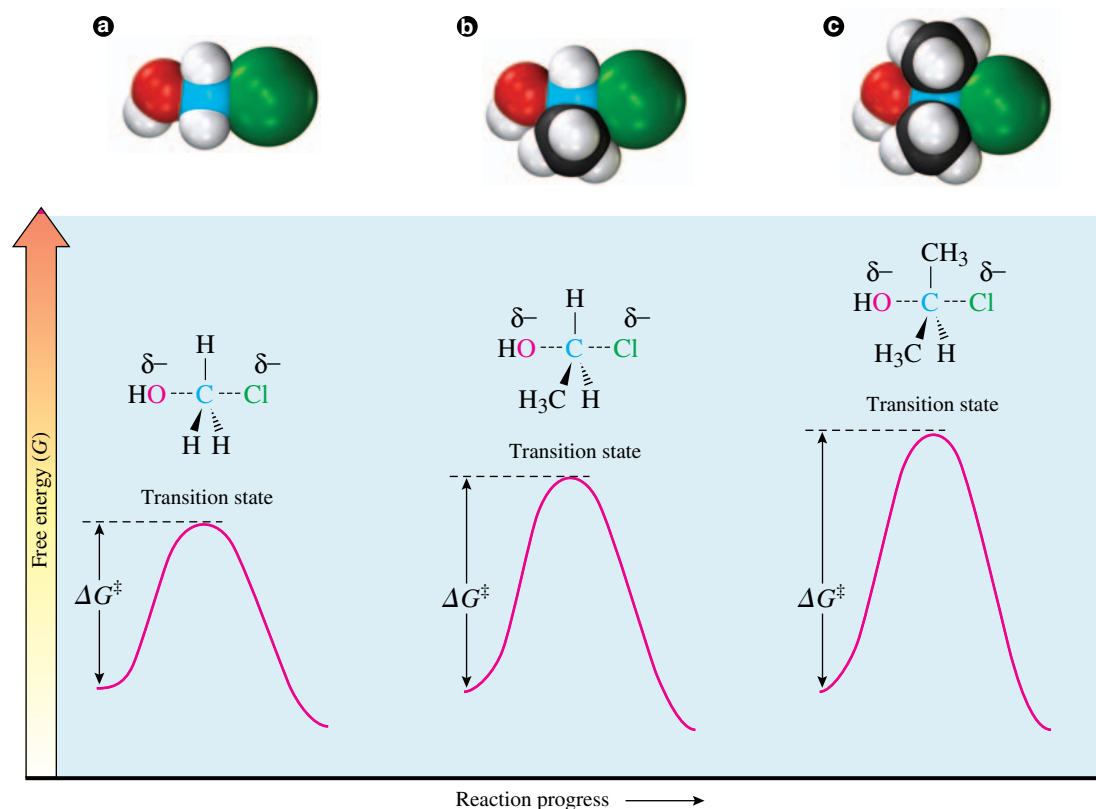 a
b
c
Free energy (G)
δ– δ–
H
HO C Cl
H H
Transition state
ΔG‡
δ– δ–
H
HO C Cl
H3C H
Transition state
ΔG‡
CH3
δ– δ–
HO C Cl
H3C H
Transition state
ΔG‡
Reaction progress